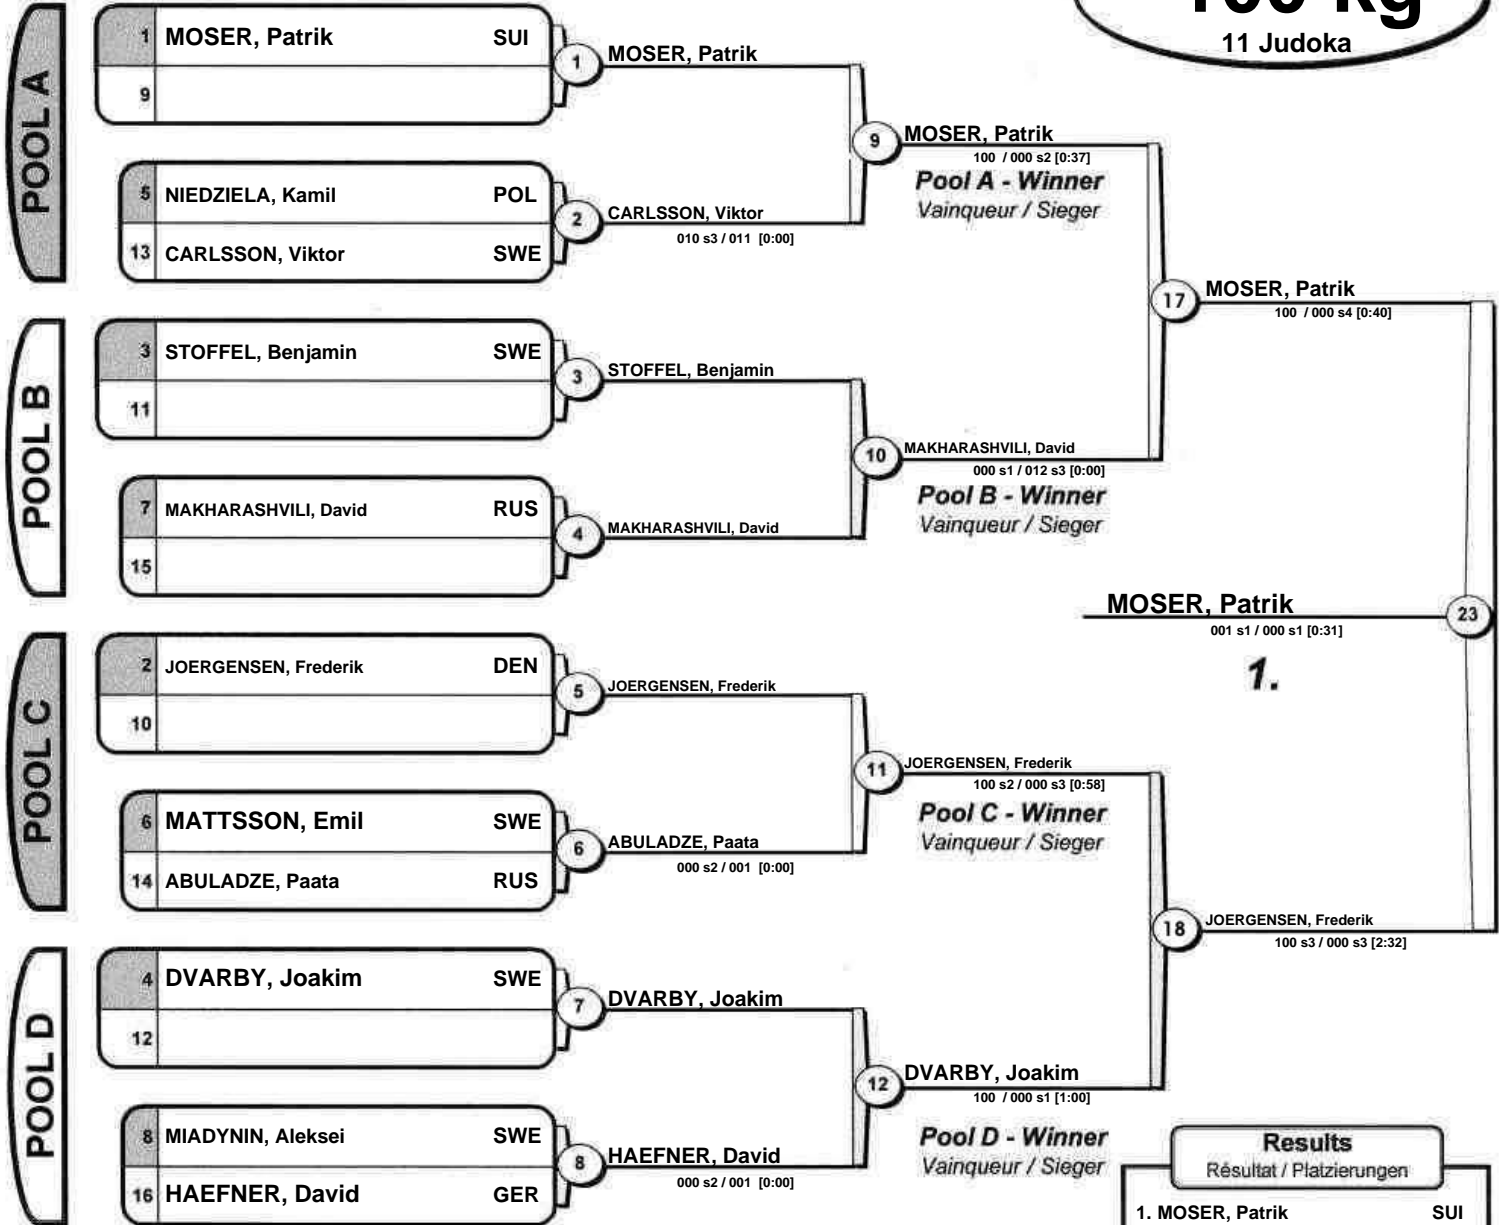 100 kg
11 Judoka
POOL A
1 MOSER, Patrik SUI
9
5 NIEDZIELA, Kamil POL
13 CARLSSON, Viktor SWE
1 MOSER, Patrik
2 CARLSSON, Viktor
010 s3 / 011 [0:00]
9 MOSER, Patrik
100 / 000 s2 [0:37]
Pool A - Winner
Vainqueur / Sieger
POOL B
3 STOFFEL, Benjamin SWE
11
7 MAKHARASHVILI, David RUS
15
3 STOFFEL, Benjamin
4 MAKHARASHVILI, David
10 MAKHARASHVILI, David
000 s1 / 012 s3 [0:00]
Pool B - Winner
Vainqueur / Sieger
17 MOSER, Patrik
100 / 000 s4 [0:40]
MOSER, Patrik 23
001 s1 / 000 s1 [0:31]
1.
POOL C
2 JOERGENSEN, Frederik DEN
10
6 MATTSSON, Emil SWE
14 ABULADZE, Paata RUS
5 JOERGENSEN, Frederik
6 ABULADZE, Paata
000 s2 / 001 [0:00]
11 JOERGENSEN, Frederik
100 s2 / 000 s3 [0:58]
Pool C - Winner
Vainqueur / Sieger
POOL D
4 DVARBY, Joakim SWE
12
8 MIADYNIN, Aleksei SWE
16 HAEFNER, David GER
7 DVARBY, Joakim
8 HAEFNER, David
000 s2 / 001 [0:00]
12 DVARBY, Joakim
100 / 000 s1 [1:00]
Pool D - Winner
Vainqueur / Sieger
18 JOERGENSEN, Frederik
100 s3 / 000 s3 [2:32]
Results
Résultat / Platzierungen
1. MOSER, Patrik SUI